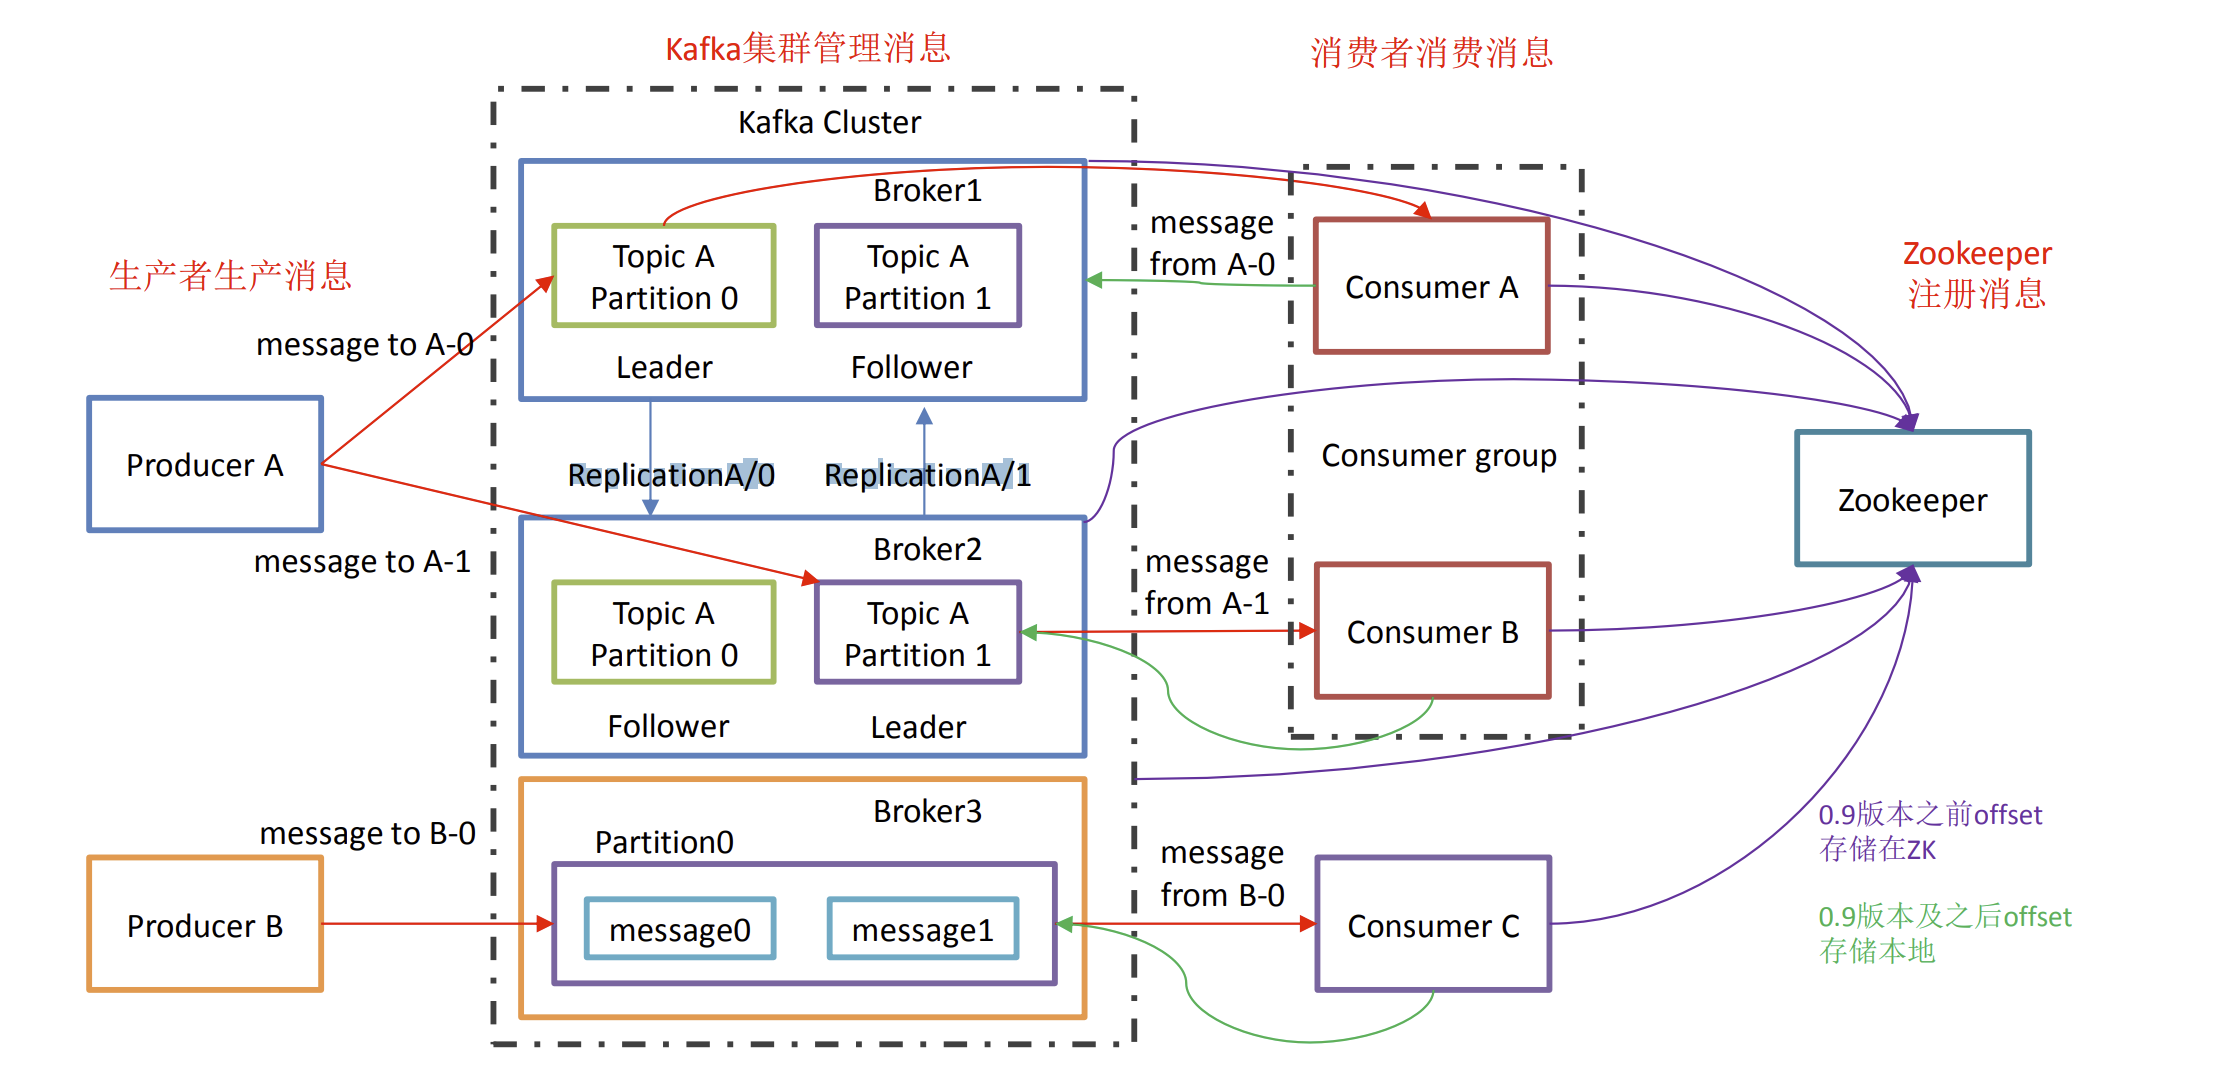 Kafka集群管理消息
消费者消费消息
Kafka Cluster
Broker1
Topic A
Partition 0
Topic A
Partition 1
Leader
Follower
生产者生产消息
message to A-0
Producer A
message to A-1
ReplicationA/0
ReplicationA/1
Broker2
Topic A
Partition 0
Topic A
Partition 1
Follower
Leader
message to B-0
Producer B
Broker3
Partition0
message0
message1
message
from A-0
Consumer A
Consumer group
message
from A-1
Consumer B
message
from B-0
Consumer C
Zookeeper
注册消息
Zookeeper
0.9版本之前offset
存储在ZK
0.9版本及之后offset
存储本地